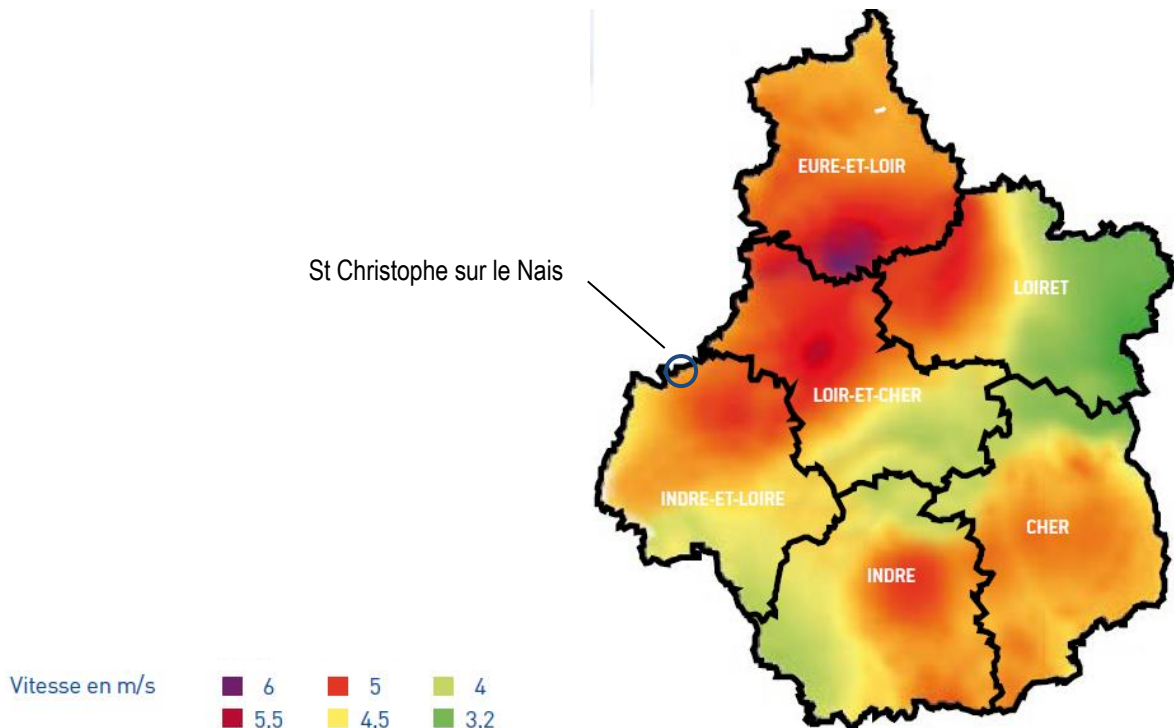 EURE-ET-LOIR
St Christophe sur le Nais
LOIRET
LOIR-ET-CHER
INDRE-ET-LOIRE
CHER
INDRE
Vitesse en m/s 6 5 4
5,5 4,5 3,2